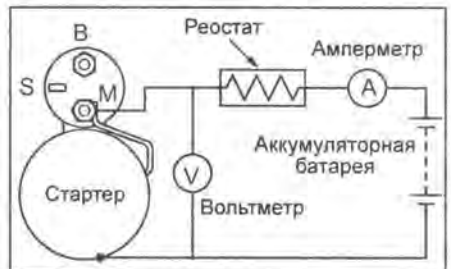 Реостат
B
Амперметр
S
M
A
Аккумуляторная
батарея
Стартер
V
Вольтметр